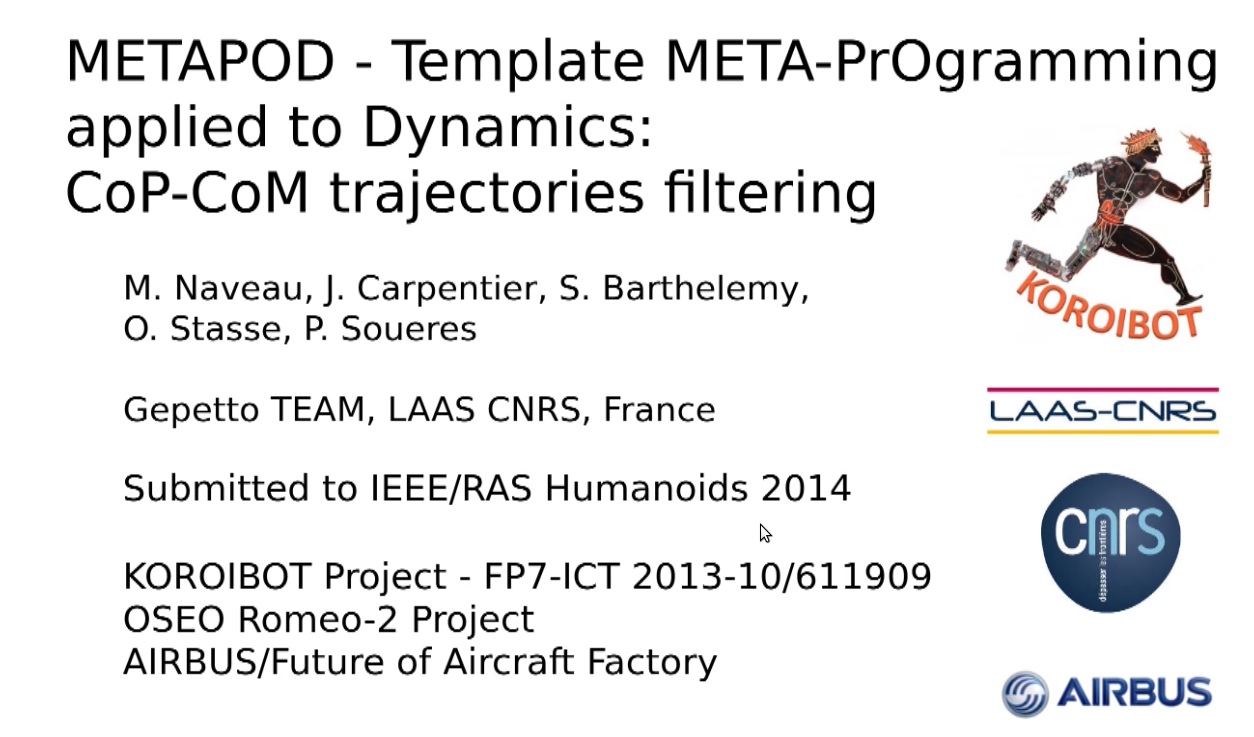 METAPOD - Template META-PrOgramming
applied to Dynamics:
CoP-CoM trajectories filtering
M. Naveau, J. Carpentier, S. Barthelemy,
O. Stasse, P. Soueres
Gepetto TEAM, LAAS CNRS, France
Submitted to IEEE/RAS Humanoids 2014
KOROIBOT Project - FP7-ICT 2013-10/611909
OSEO Romeo-2 Project
AIRBUS/Future of Aircraft Factory
KOROIBOT
LAAS-CNRS
cnrs
dépasser les frontières
AIRBUS